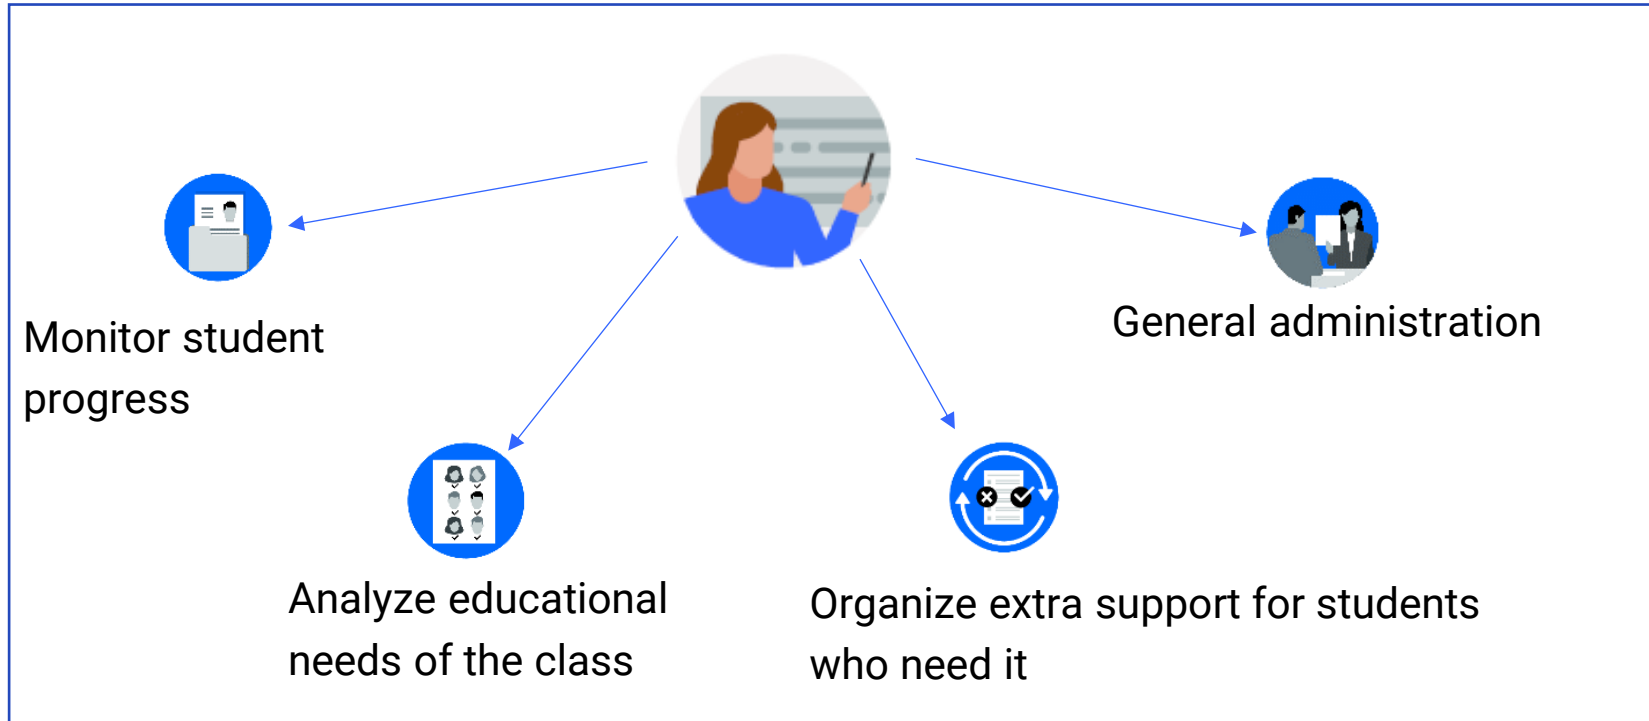 Monitor student
progress
Analyze educational
needs of the class
Organize extra support for students
who need it
General administration